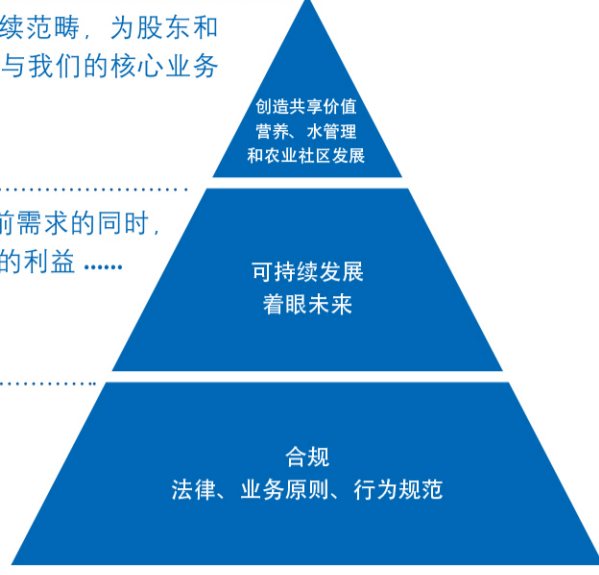 续范畴，为股东和
与我们的核心业务
创造共享价值
营养、水管理
和农业社区发展
前需求的同时，
的利益 ......
可持续发展
着眼未来
合规
法律、业务原则、行为规范